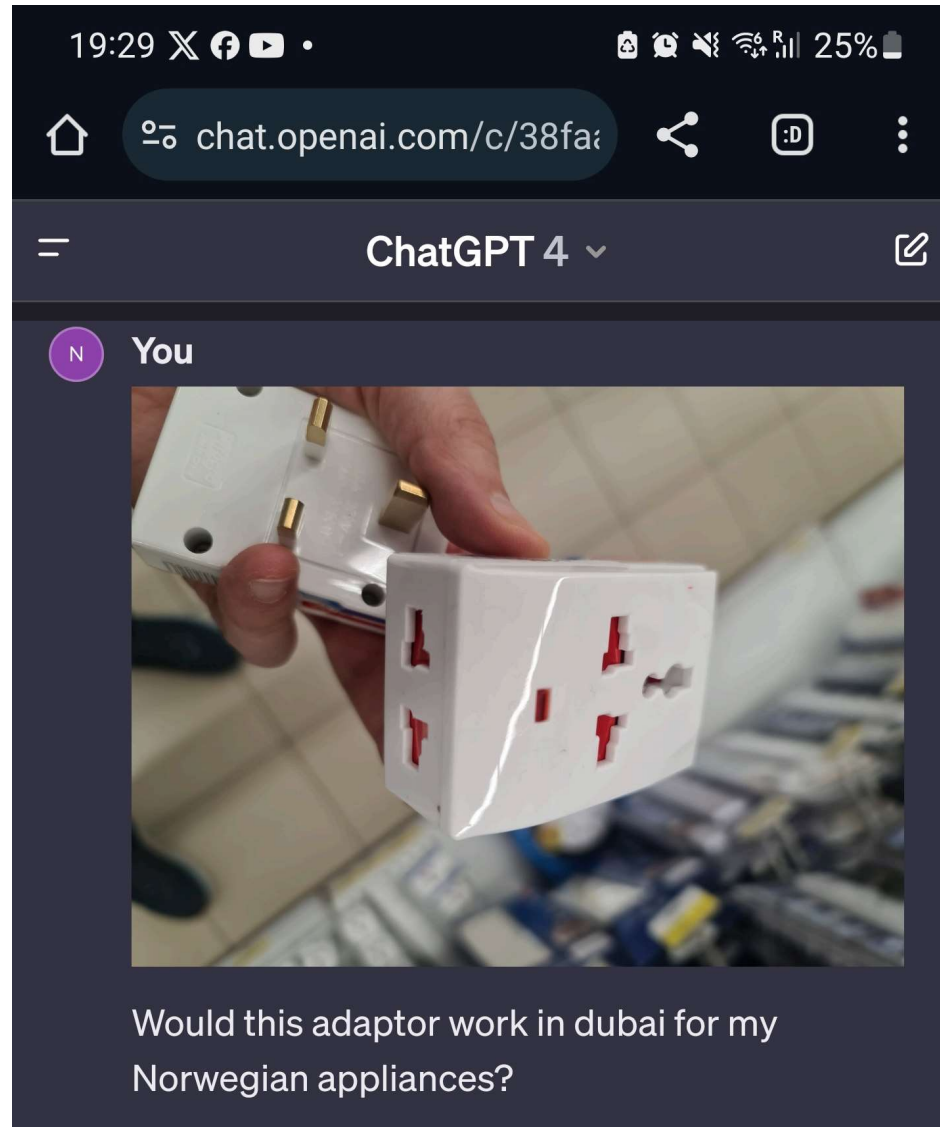 19:29
25%
chat.openai.com/c/38faa
ChatGPT 4
N You
Would this adaptor work in dubai for my
Norwegian appliances?